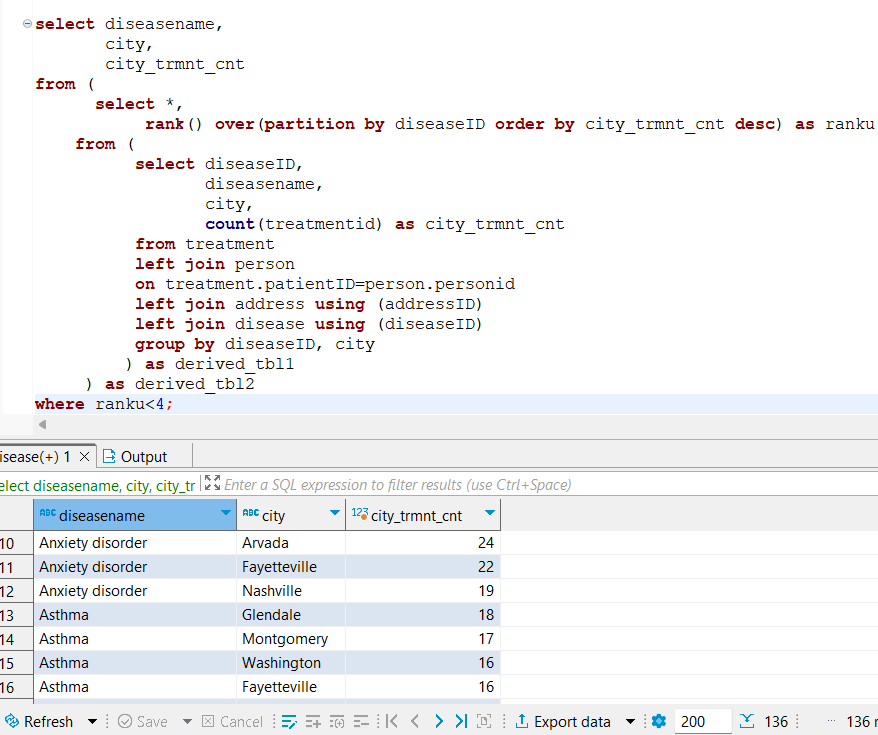 select diseasename,
city,
city_trmnt_cnt
from (
select *,
rank() over(partition by diseaseID order by city_trmnt_cnt desc) as ranku
from (
select diseaseID,
diseasename,
city,
count(treatmentid) as city_trmnt_cnt
from treatment
left join person
on treatment.patientID=person.personid
left join address using (addressID)
left join disease using (diseaseID)
group by diseaseID, city
) as derived_tbl1
) as derived_tbl2
where ranku<4;
isease(+) 1 Output
elect diseasename, city, city_tr Enter a SQL expression to filter results (use Ctrl+Space)
ABC diseasename ABC city 123 city_trmnt_cnt
10 Anxiety disorder Arvada 24
11 Anxiety disorder Fayetteville 22
12 Anxiety disorder Nashville 19
13 Asthma Glendale 18
14 Asthma Montgomery 17
15 Asthma Washington 16
16 Asthma Fayetteville 16
Refresh Save Cancel Export data 200 136 ... 136 r